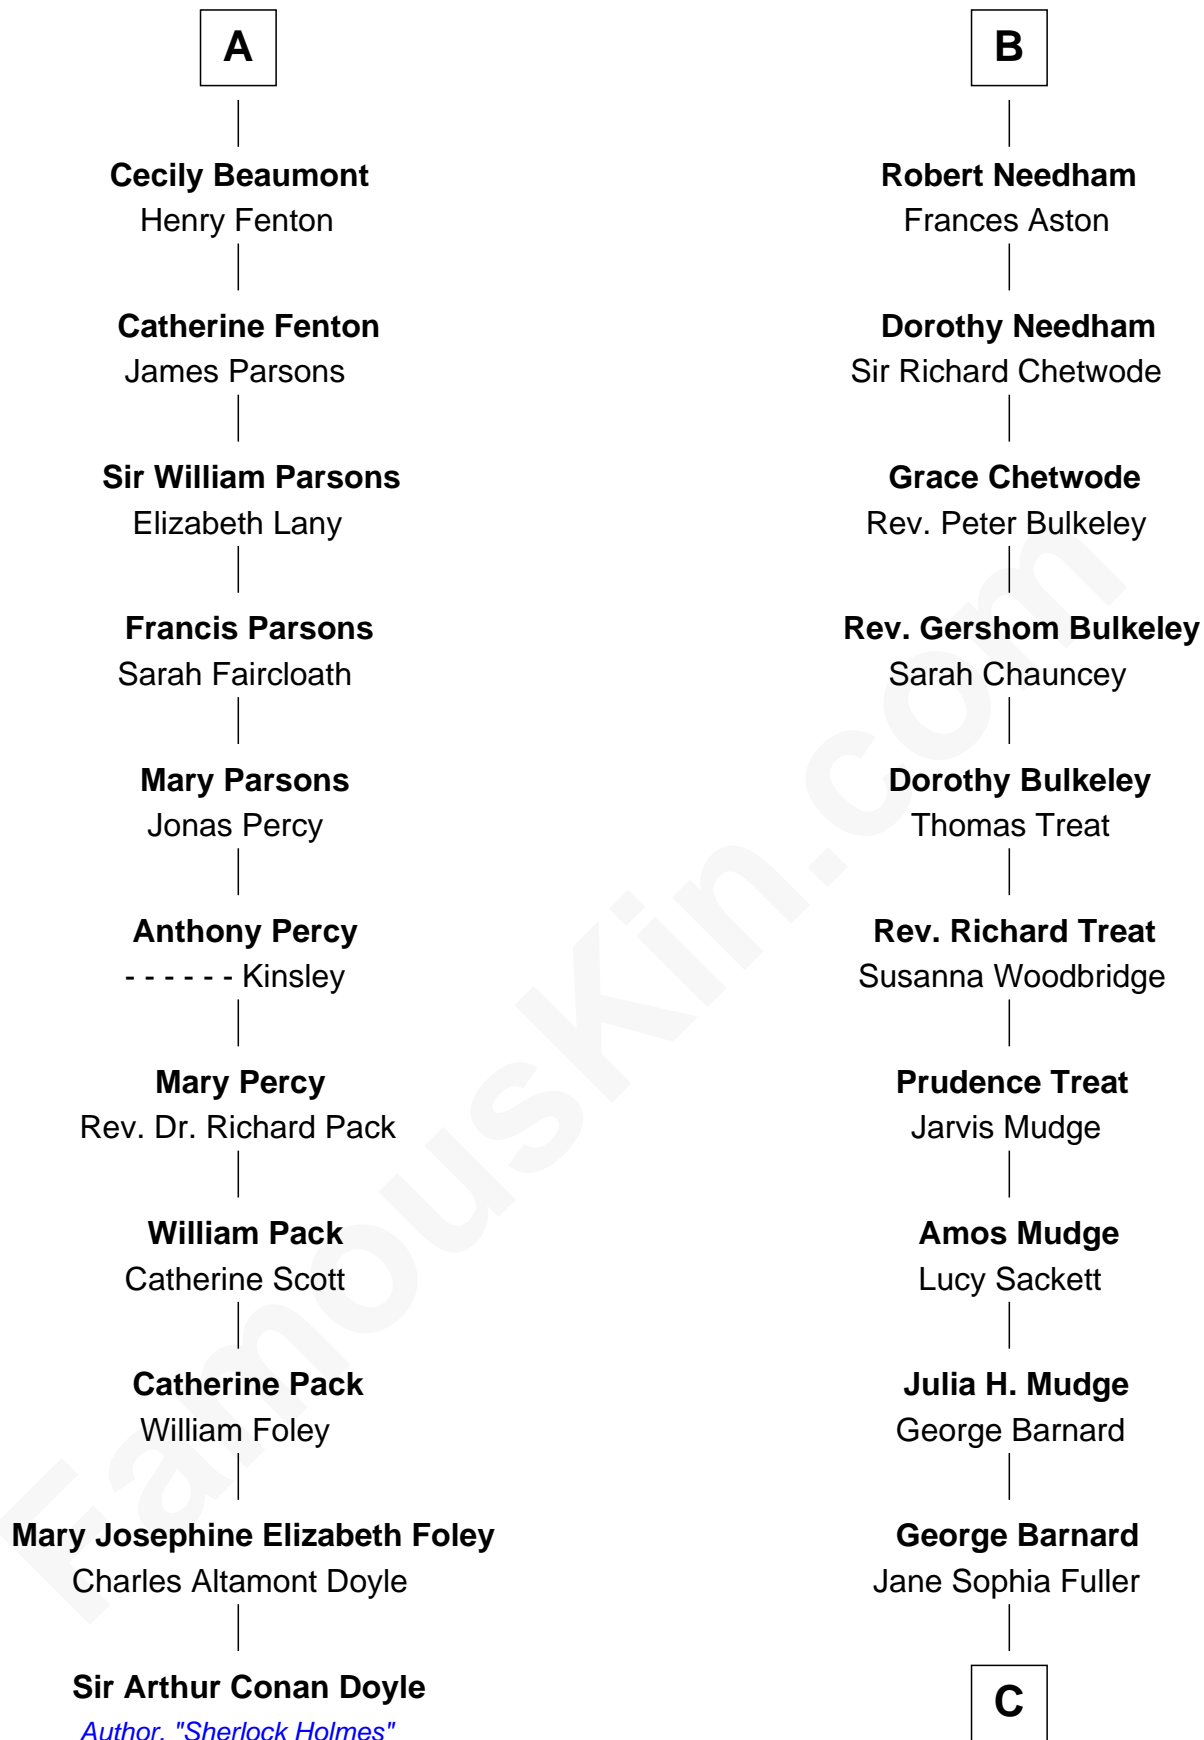 A
Cecily Beaumont
Henry Fenton
Catherine Fenton
James Parsons
Sir William Parsons
Elizabeth Lany
Francis Parsons
Sarah Faircloath
Mary Parsons
Jonas Percy
Anthony Percy
- - - - - - Kinsley
Mary Percy
Rev. Dr. Richard Pack
William Pack
Catherine Scott
Catherine Pack
William Foley
Mary Josephine Elizabeth Foley
Charles Altamont Doyle
Sir Arthur Conan Doyle
Author, "Sherlock Holmes"
B
Robert Needham
Frances Aston
Dorothy Needham
Sir Richard Chetwode
Grace Chetwode
Rev. Peter Bulkeley
Rev. Gershom Bulkeley
Sarah Chauncey
Dorothy Bulkeley
Thomas Treat
Rev. Richard Treat
Susanna Woodbridge
Prudence Treat
Jarvis Mudge
Amos Mudge
Lucy Sackett
Julia H. Mudge
George Barnard
George Barnard
Jane Sophia Fuller
C
FamousKin.com